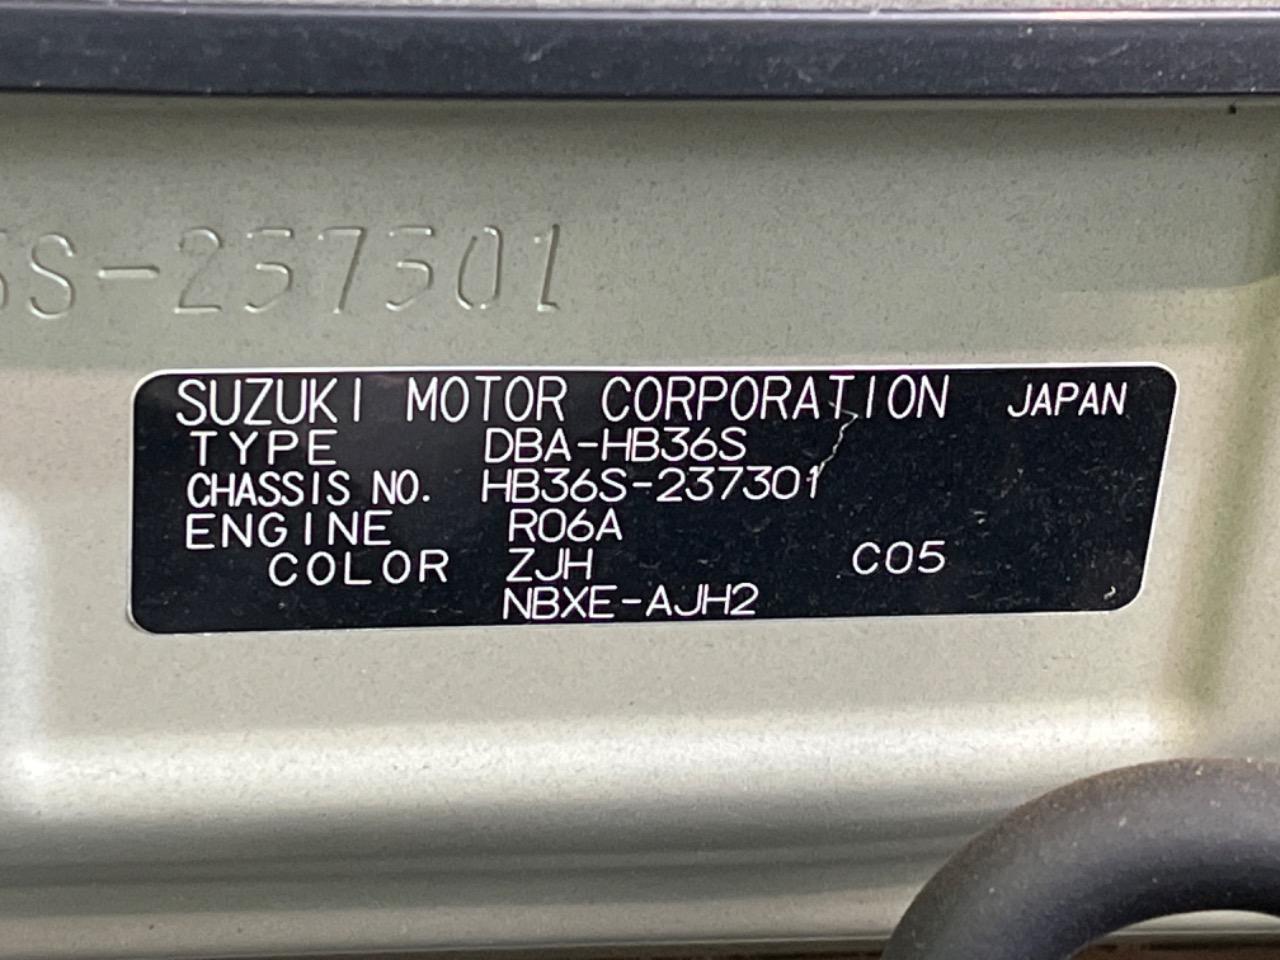 6S-237301
SUZUKI MOTOR CORPORATION JAPAN
TYPE DBA-HB36S
CHASSIS NO. HB36S-237301
ENGINE R06A
COLOR ZJH C05
NBXE-AJH2